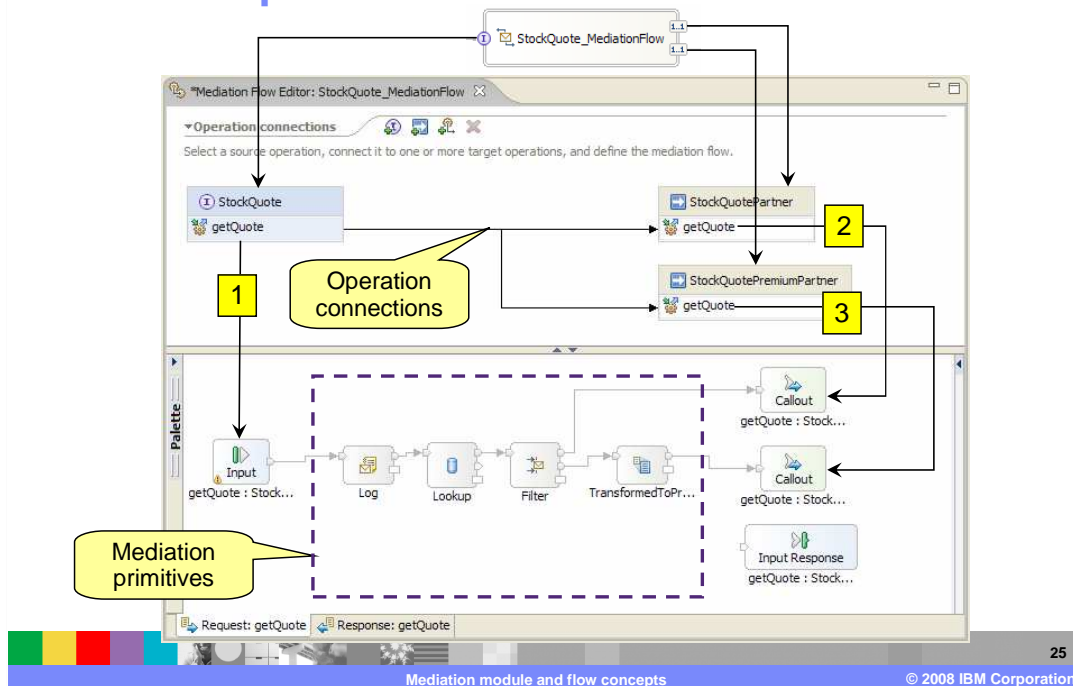 StockQuote_MediationFlow
1..1
1..1
*Mediation Flow Editor: StockQuote_MediationFlow
Operation connections
Select a source operation, connect it to one or more target operations, and define the mediation flow.
StockQuote
getQuote
StockQuotePartner
getQuote
2
1
Operation
connections
StockQuotePremiumPartner
getQuote
3
Palette
Input
getQuote : Stock...
Log
Lookup
Filter
TransformedToPr...
Callout
getQuote : Stock...
Callout
getQuote : Stock...
Input Response
getQuote : Stock...
Mediation
primitives
Request: getQuote
Response: getQuote
25
Mediation module and flow concepts
© 2008 IBM Corporation